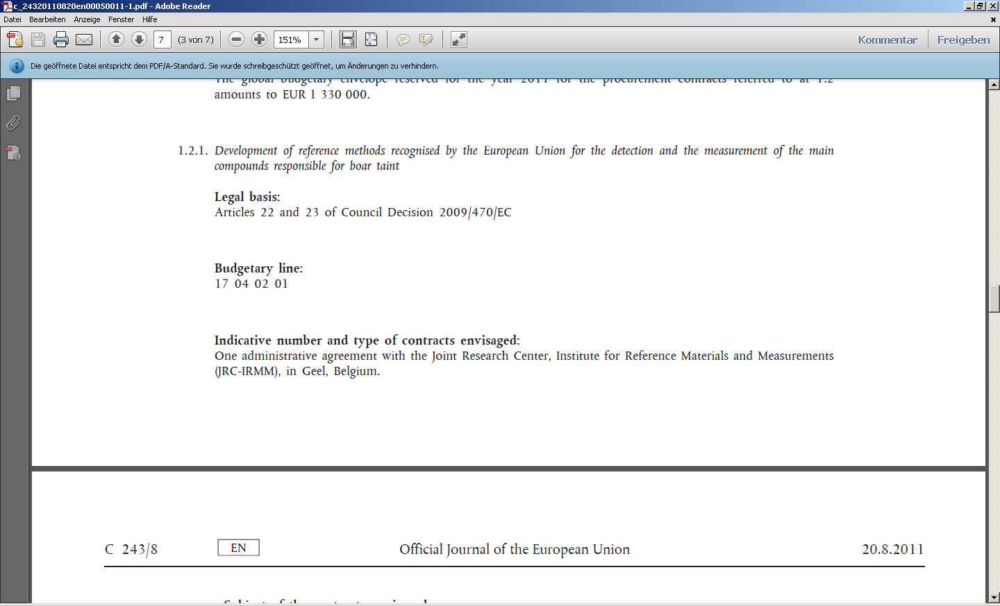 c_24320110820en00050011-1.pdf - Adobe Reader
Datei Bearbeiten Anzeige Fenster Hilfe
7 (3 von 7) 151% Kommentar Freigeben
Die geöffnete Datei entspricht dem PDF/A-Standard. Sie wurde schreibgeschützt geöffnet, um Änderungen zu verhindern.
The global budgetary envelope reserved for the year 2011 for the procurement contracts referred to at 1.2
amounts to EUR 1 330 000.
1.2.1. Development of reference methods recognised by the European Union for the detection and the measurement of the main
compounds responsible for boar taint
Legal basis:
Articles 22 and 23 of Council Decision 2009/470/EC
Budgetary line:
17 04 02 01
Indicative number and type of contracts envisaged:
One administrative agreement with the Joint Research Center, Institute for Reference Materials and Measurements
(JRC-IRMM), in Geel, Belgium.
C 243/8 EN Official Journal of the European Union 20.8.2011